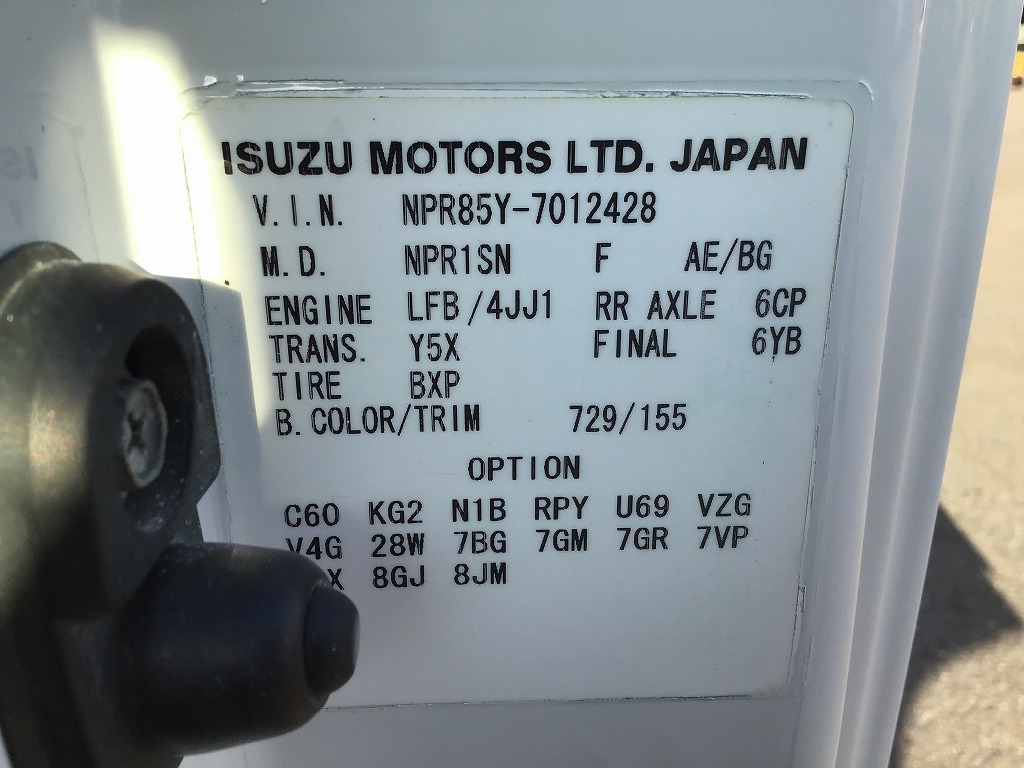 ISUZU MOTORS LTD. JAPAN
V.I.N. NPR85Y-7012428
M.D. NPR1SN F AE/BG
ENGINE LFB/4JJ1 RR AXLE 6CP
TRANS. Y5X FINAL 6YB
TIRE BXP
B.COLOR/TRIM 729/155
OPTION
C60 KG2 N1B RPY U69 VZG
V4G 28W 7BG 7GM 7GR 7VP
8GJ 8JM